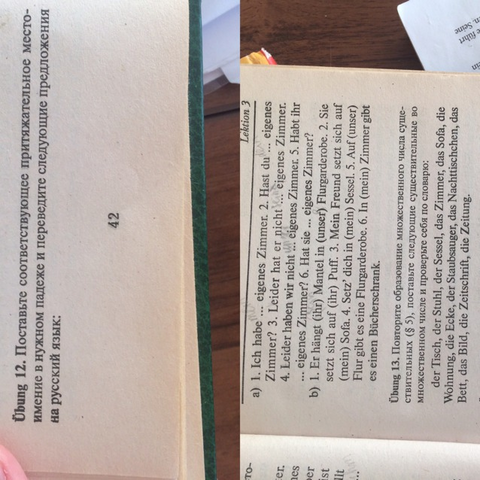 Übung 12. Поставьте соответствующее притяжательное место-
имение в нужном падеже и переведите следующие предложения
на русский язык:
42
Lektion 3
a) 1. Ich habe ... eigenes Zimmer. 2. Hast du ... eigenes
Zimmer? 3. Leider hat er nicht ... eigenes Zimmer.
4. Leider haben wir nicht ... eigenes Zimmer. 5. Habt ihr
... eigenes Zimmer? 6. Hat sie ... eigenes Zimmer?
b) 1. Er hängt (ihr) Mantel in (unser) Flurgarderobe. 2. Sie
setzt sich auf (ihr) Puff. 3. Mein Freund setzt sich auf
(mein) Sofa. 4. Setz' dich in (mein) Sessel. 5. Auf (unser)
Flur gibt es eine Flurgarderobe. 6. In (mein) Zimmer gibt
es einen Bücherschrank.
Übung 13. Повторите образование множественного числа суще-
ствительных (§ 5), поставьте следующие существительные во
множественном числе и проверьте себя по словарю:
der Tisch, der Stuhl, der Sessel, das Zimmer, das Sofa, die
Wohnung, die Ecke, der Staubsauger, das Nachttischchen, das
Bett, das Bild, die Zeitschrift, die Zeitung.
führt
Seine